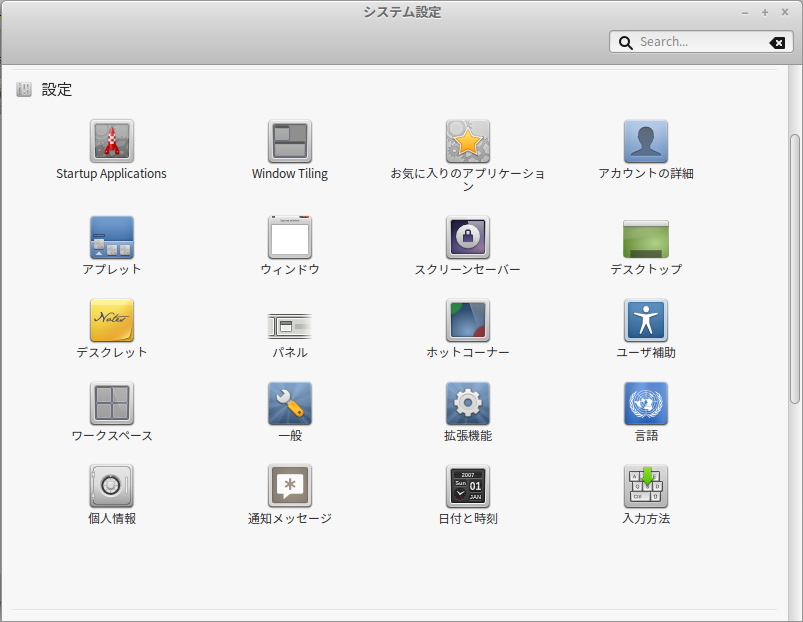 システム設定
Search...
設定
Startup Applications
Window Tiling
お気に入りのアプリケーショ
ン
アカウントの詳細
アプレット
ウィンドウ
スクリーンセーバー
デスクトップ
Notes
デスクレット
パネル
ホットコーナー
ユーザ補助
ワークスペース
一般
拡張機能
言語
2007
Sun 01
JAN
個人情報
通知メッセージ
日付と時刻
入力方法